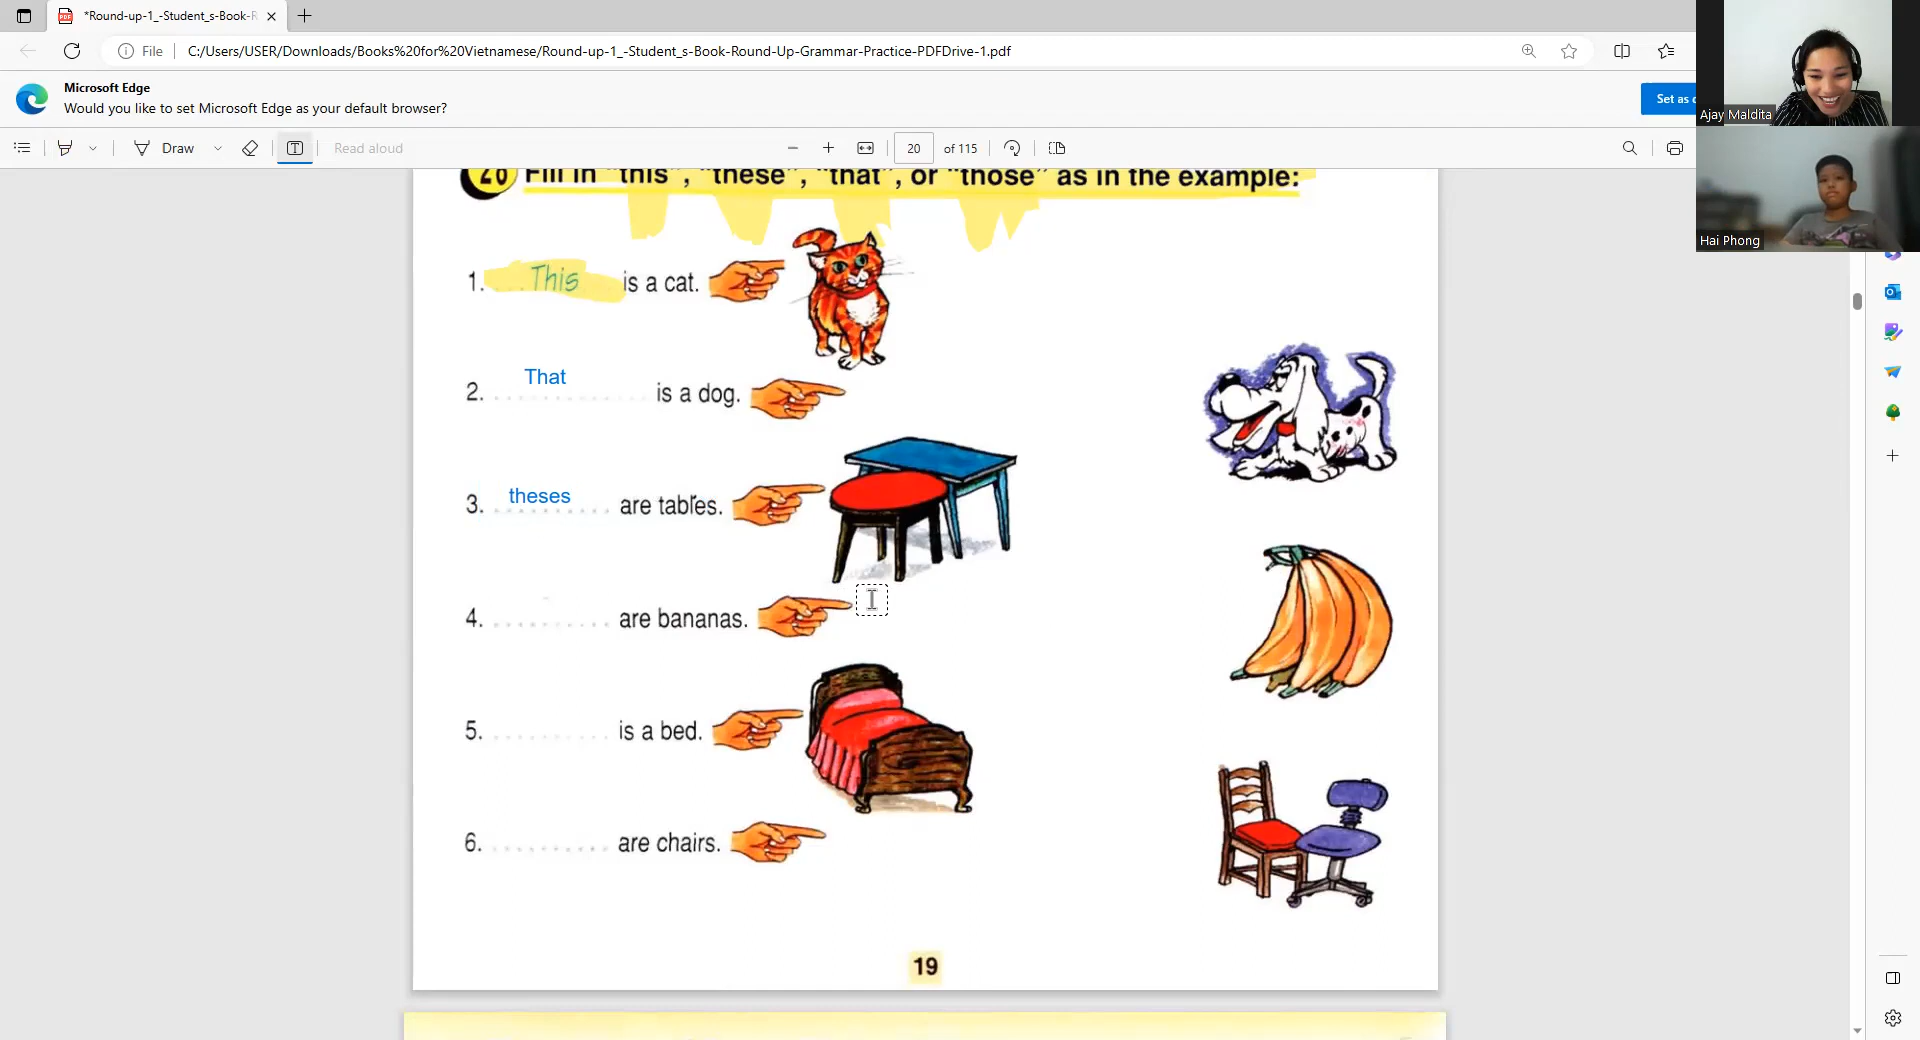 *Round-up-1_-Student_s-Book-R
File
C:/Users/USER/Downloads/Books%20for%20Vietnamese/Round-up-1_-Student_s-Book-Round-Up-Grammar-Practice-PDFDrive-1.pdf
Microsoft Edge
Would you like to set Microsoft Edge as your default browser?
Set as
Draw
Read aloud
20
of 115
Ajay Maldita
Hai Phong
20 Fill in "this", "these", "that", or "those" as in the example:
1. This is a cat.
2. That is a dog.
3. theses are tables.
4. .......... are bananas.
5. .......... is a bed.
6. .......... are chairs.
19